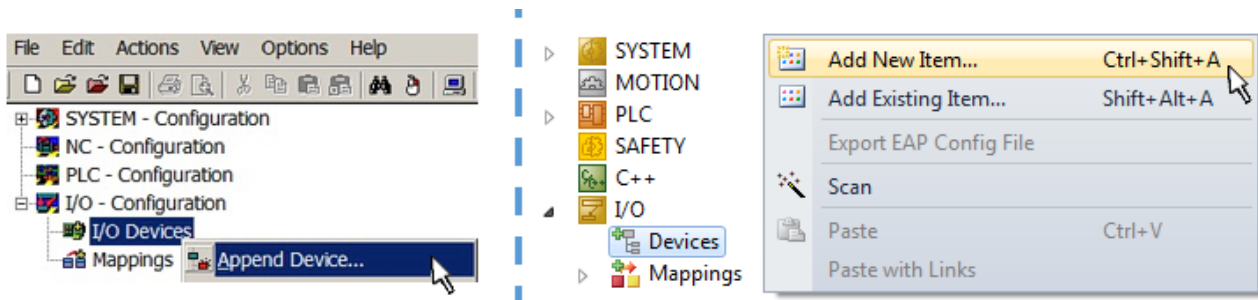 File Edit Actions View Options Help
SYSTEM - Configuration
NC - Configuration
PLC - Configuration
I/O - Configuration
I/O Devices
Mappings
Append Device...
SYSTEM
MOTION
PLC
SAFETY
C++
I/O
Devices
Mappings
Add New Item... Ctrl+Shift+A
Add Existing Item... Shift+Alt+A
Export EAP Config File
Scan
Paste Ctrl+V
Paste with Links